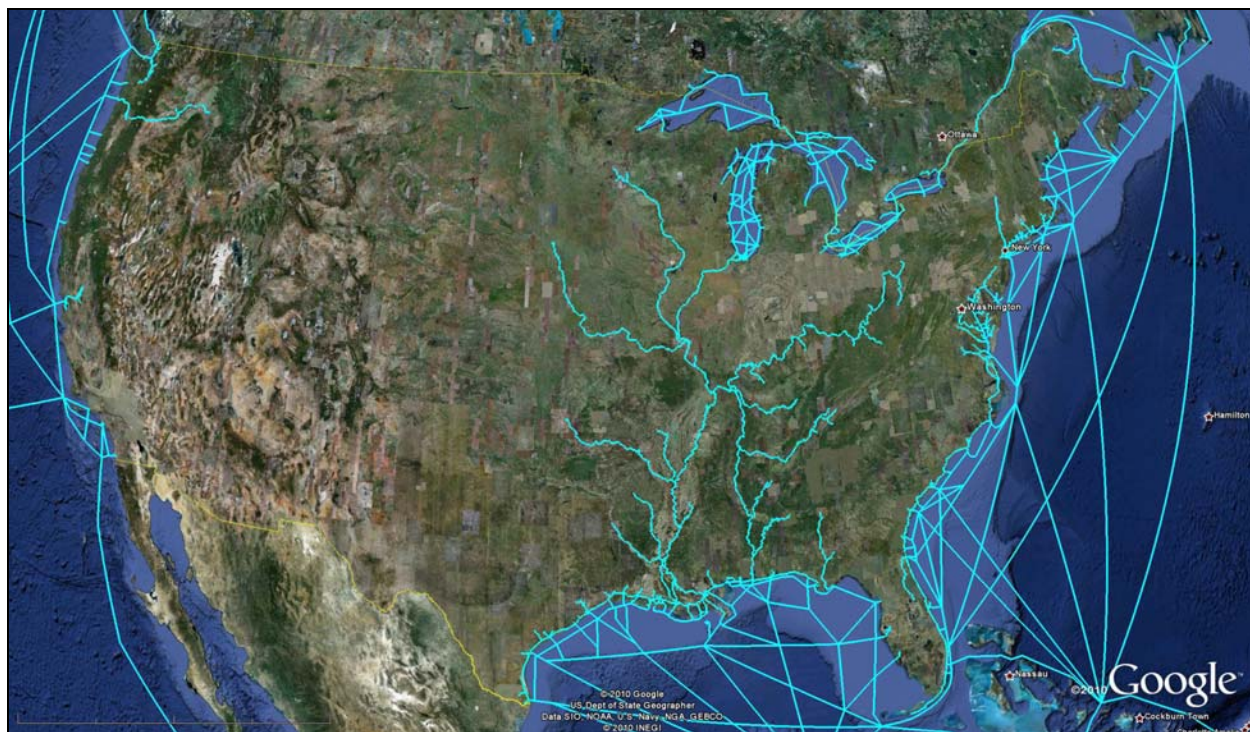 Ottawa
New York
Washington
Hamilton
Nassau
© 2010 Google
US Dept of State Geographer
Data SIO, NOAA, U.S. Navy, NGA, GEBCO
© 2010 INEGI
©2010 Google
Cockburn Town